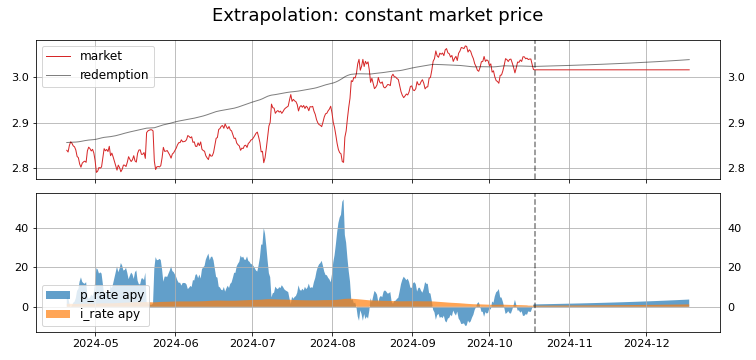 Extrapolation: constant market price
market
redemption
3.0
2.9
2.8
3.0
2.9
2.8
40
20
0
40
20
0
p_rate apy
i_rate apy
2024-05 2024-06 2024-07 2024-08 2024-09 2024-10 2024-11 2024-12